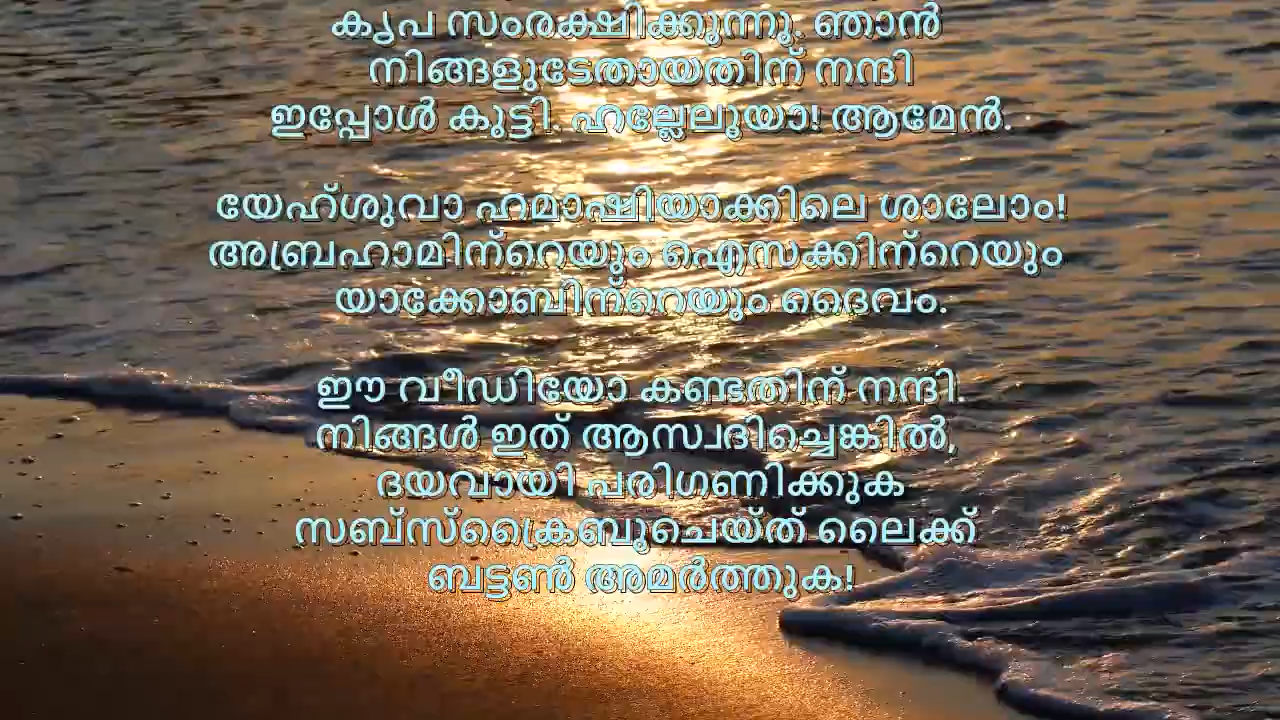 കൃപ സംരക്ഷിക്കുന്നു. ഞാൻ
നിങ്ങളുടേതായതിന് നന്ദി
ഇപ്പോൾ കുട്ടി. ഹല്ലേലൂയാ! ആമേൻ.
യേഹ്ശുവാ ഹമാഷിയാക്കിലെ ശാലോം!
അബ്രഹാമിന്റെയും ഐസക്കിന്റെയും
യാക്കോബിന്റെയും ദൈവം.
ഈ വീഡിയോ കണ്ടതിന് നന്ദി.
നിങ്ങൾ ഇത് ആസ്വദിച്ചെങ്കിൽ,
ദയവായി പരിഗണിക്കുക
സബ്സ്ക്രൈബുചെയ്ത് ലൈക്ക്
ബട്ടൺ അമർത്തുക!